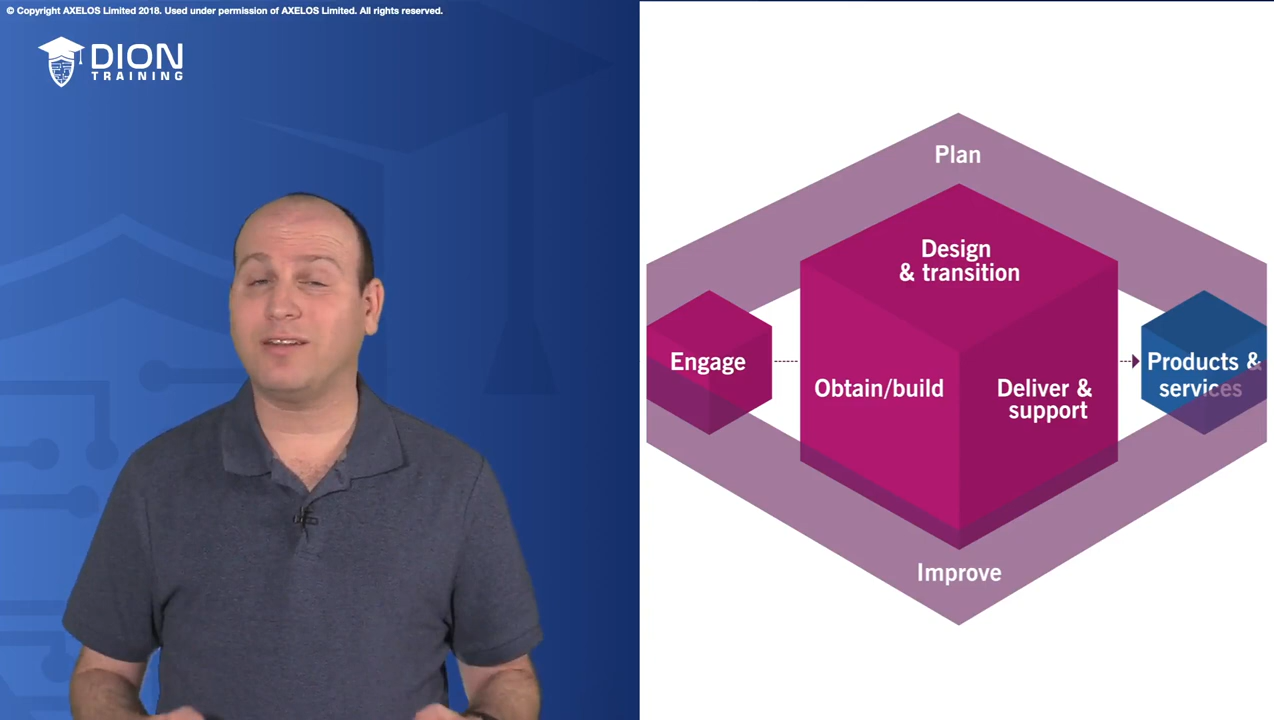 © Copyright AXELOS Limited 2018. Used under permission of AXELOS Limited. All rights reserved.
DION
TRAINING
Plan
Design
& transition
Engage
Obtain/build
Deliver &
support
Products &
services
Improve